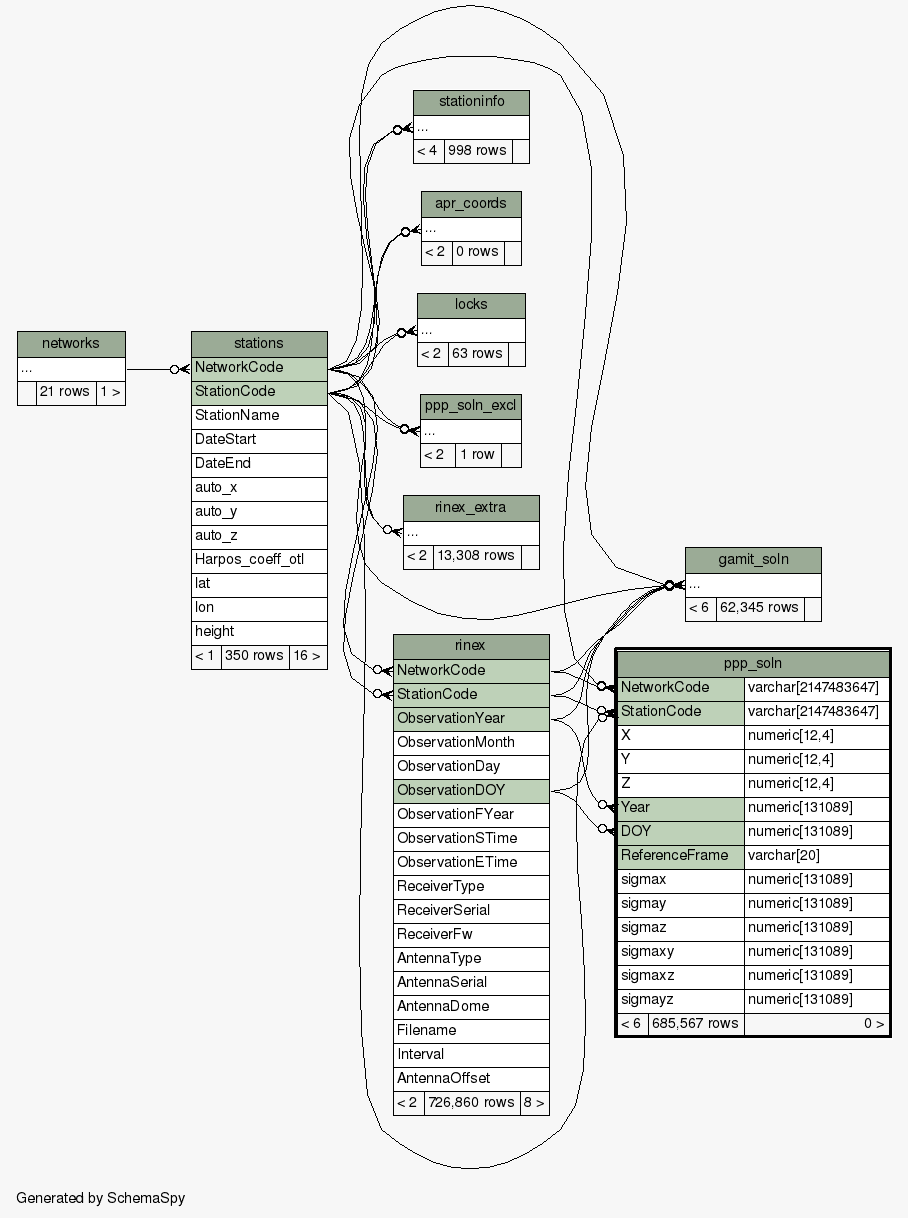 stationinfo
...
< 4 998 rows
apr_coords
...
< 2 0 rows
locks
...
< 2 63 rows
ppp_soln_excl
...
< 2 1 row
rinex_extra
...
< 2 13,308 rows
networks
...
21 rows 1 >
stations
NetworkCode
StationCode
StationName
DateStart
DateEnd
auto_x
auto_y
auto_z
Harpos_coeff_otl
lat
lon
height
< 1 350 rows 16 >
gamit_soln
...
< 6 62,345 rows
rinex
NetworkCode
StationCode
ObservationYear
ObservationMonth
ObservationDay
ObservationDOY
ObservationFYear
ObservationSTime
ObservationETime
ReceiverType
ReceiverSerial
ReceiverFw
AntennaType
AntennaSerial
AntennaDome
Filename
Interval
AntennaOffset
< 2 726,860 rows 8 >
ppp_soln
NetworkCode varchar[2147483647]
StationCode varchar[2147483647]
X numeric[12,4]
Y numeric[12,4]
Z numeric[12,4]
Year numeric[131089]
DOY numeric[131089]
ReferenceFrame varchar[20]
sigmax numeric[131089]
sigmay numeric[131089]
sigmaz numeric[131089]
sigmaxy numeric[131089]
sigmaxz numeric[131089]
sigmayz numeric[131089]
< 6 685,567 rows 0 >
Generated by SchemaSpy